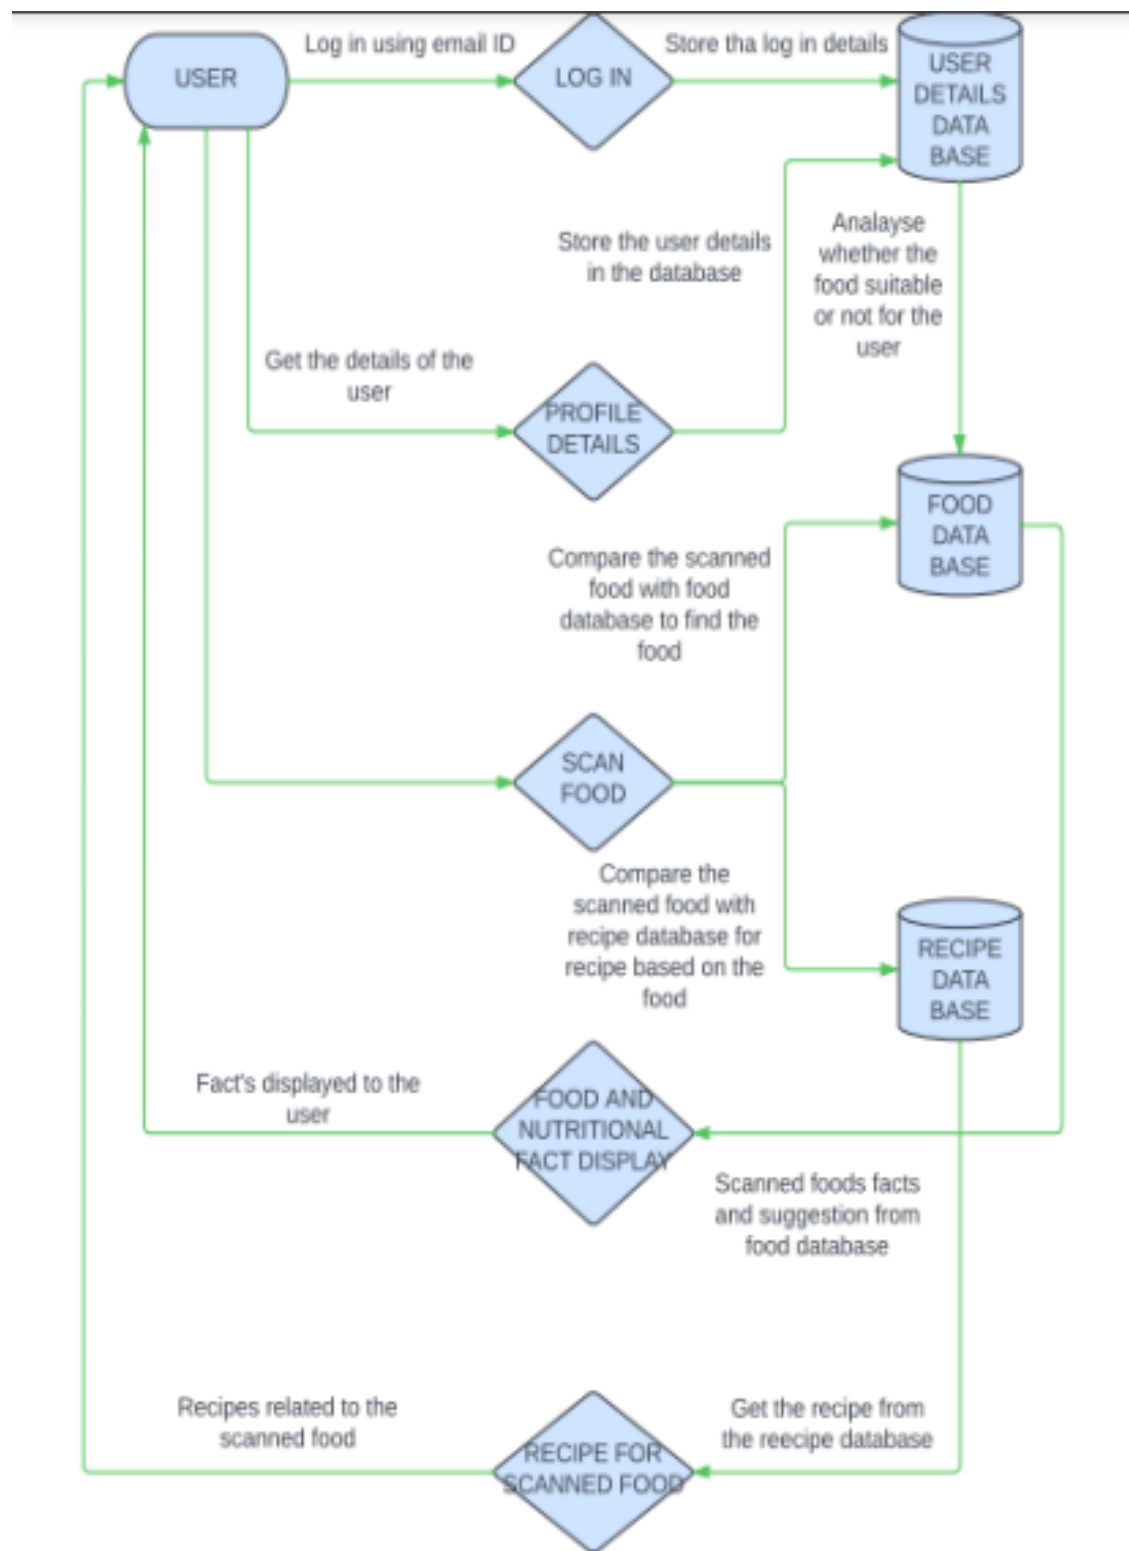 Log in using email ID
Store tha log in details
USER
LOG IN
USER
DETAILS
DATA
BASE
Store the user details
in the database
Analayse
whether the
food suitable
or not for the
user
Get the details of the
user
PROFILE
DETAILS
FOOD
DATA
BASE
Compare the scanned
food with food
database to find the
food
SCAN
FOOD
Compare the
scanned food with
recipe database for
recipe based on the
food
RECIPE
DATA
BASE
Fact's displayed to the
user
FOOD AND
NUTRITIONAL
FACT DISPLAY
Scanned foods facts
and suggestion from
food database
Recipes related to the
scanned food
RECIPE FOR
SCANNED FOOD
Get the recipe from
the reecipe database